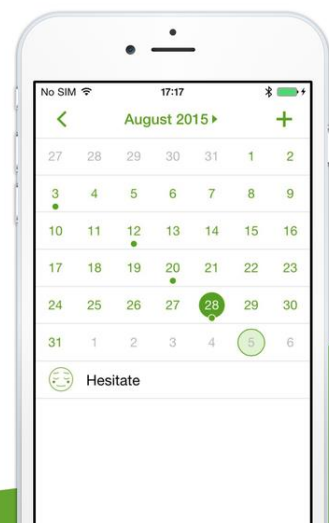 No SIM 17:17
August 2015
27 28 29 30 31 1 2
3 4 5 6 7 8 9
10 11 12 13 14 15 16
17 18 19 20 21 22 23
24 25 26 27 28 29 30
31 1 2 3 4 5 6
Hesitate